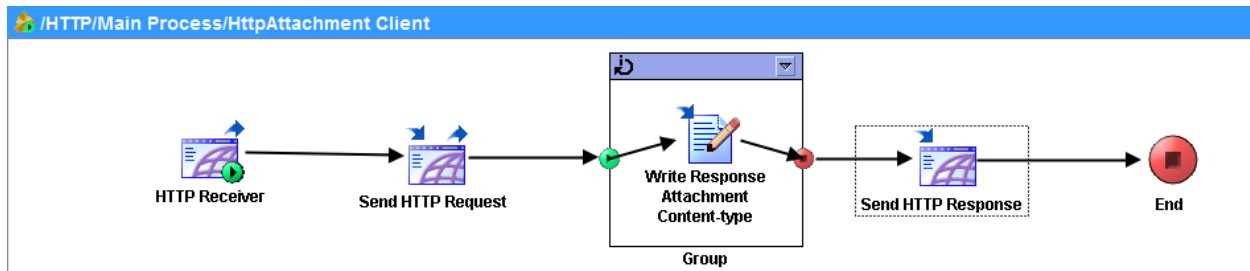 /HTTP/Main Process/HttpAttachment Client
HTTP Receiver
Send HTTP Request
Write Response
Attachment
Content-type
Group
Send HTTP Response
End